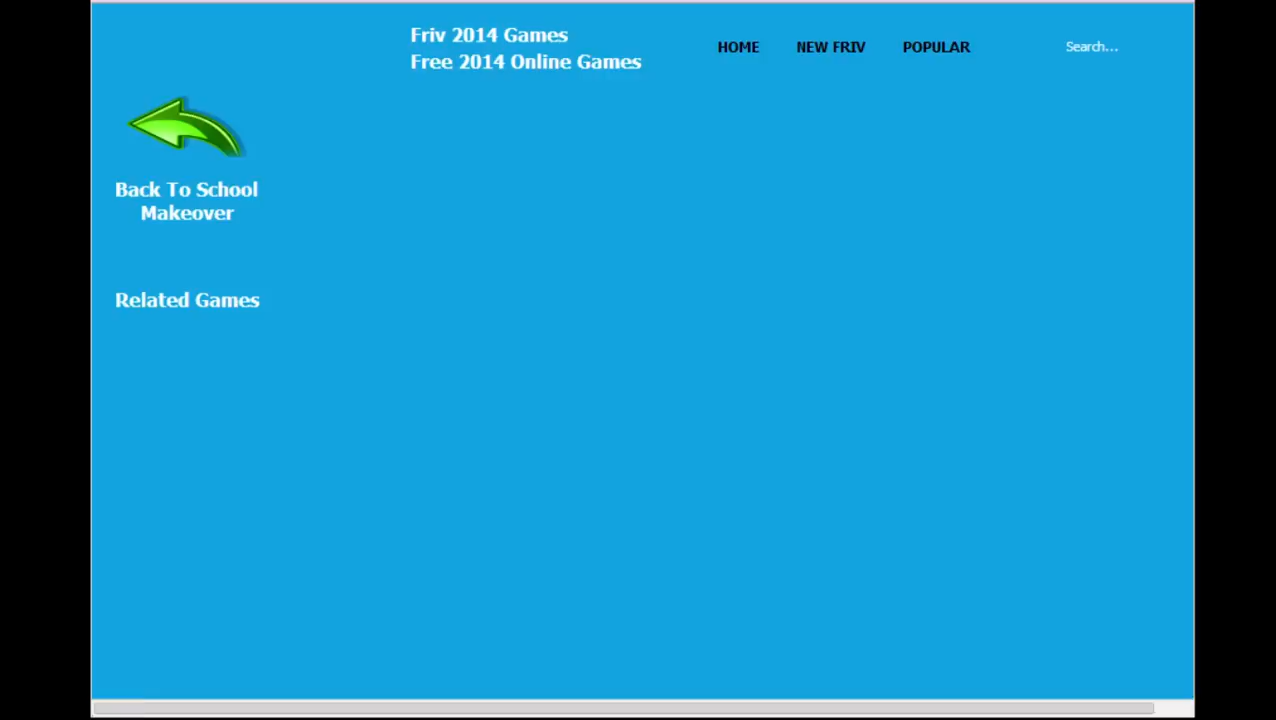 Friv 2014 Games
Free 2014 Online Games
HOME
NEW FRIV
POPULAR
Search...
Back To School
Makeover
Related Games